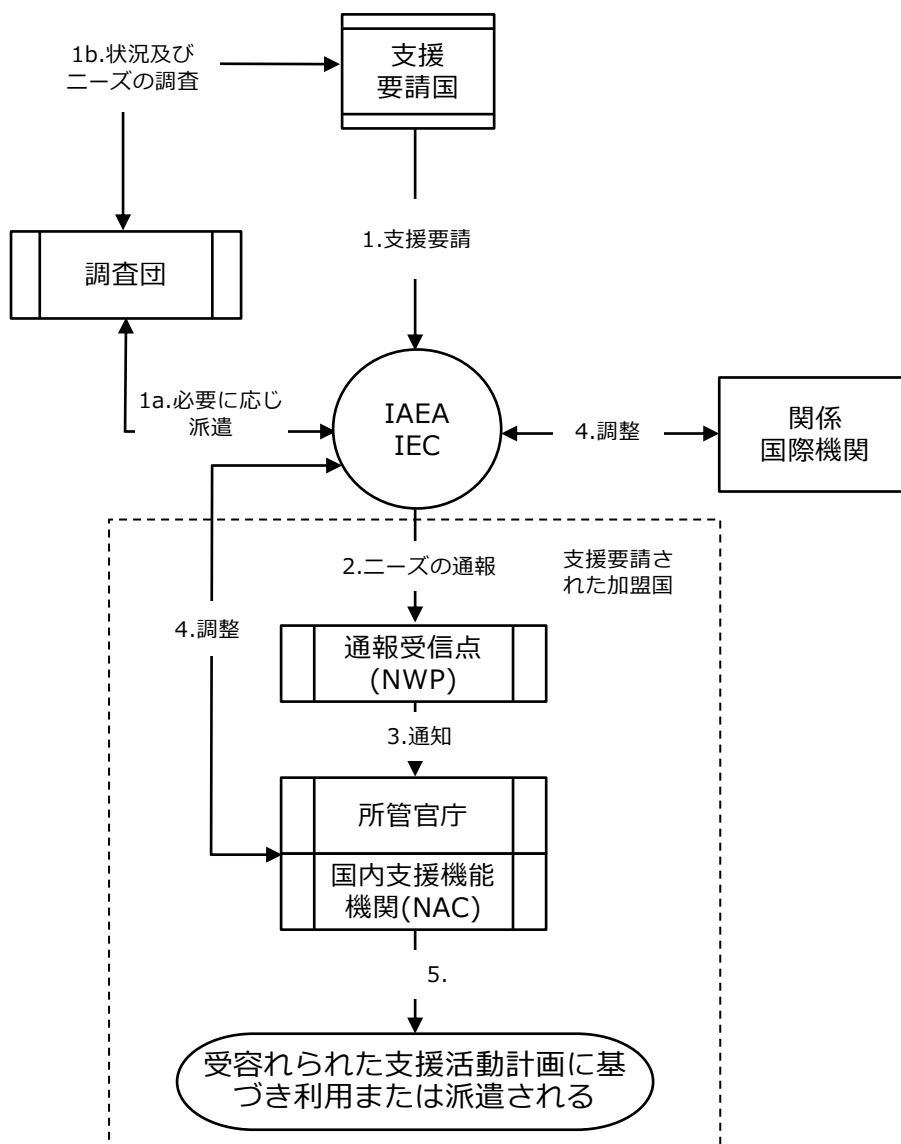 1b.状況及び
ニーズの調査
支援
要請国
1.支援要請
調査団
1a.必要に応じ
派遣
IAEA
IEC
4.調整
関係
国際機関
2.ニーズの通報
支援要請さ
れた加盟国
4.調整
通報受信点
(NWP)
3.通知
所管官庁
国内支援機能
機関(NAC)
5.
受容れられた支援活動計画に基
づき利用または派遣される